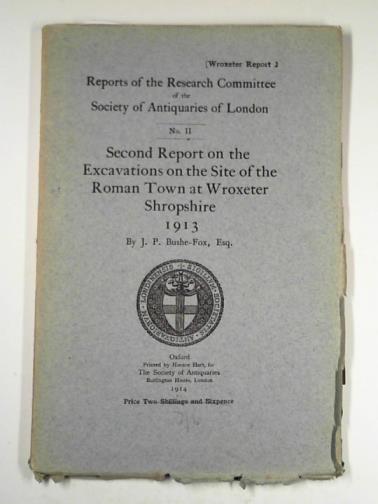 [Wroxeter Report 2
Reports of the Research Committee
of the
Society of Antiquaries of London
No. II
Second Report on the
Excavations on the Site of the
Roman Town at Wroxeter
Shropshire
1913
By J. P. Bushe-Fox, Esq.
Oxford
Printed by Horace Hart, for
The Society of Antiquaries
Burlington House, London
1914
Price Two Shillings and Sixpence